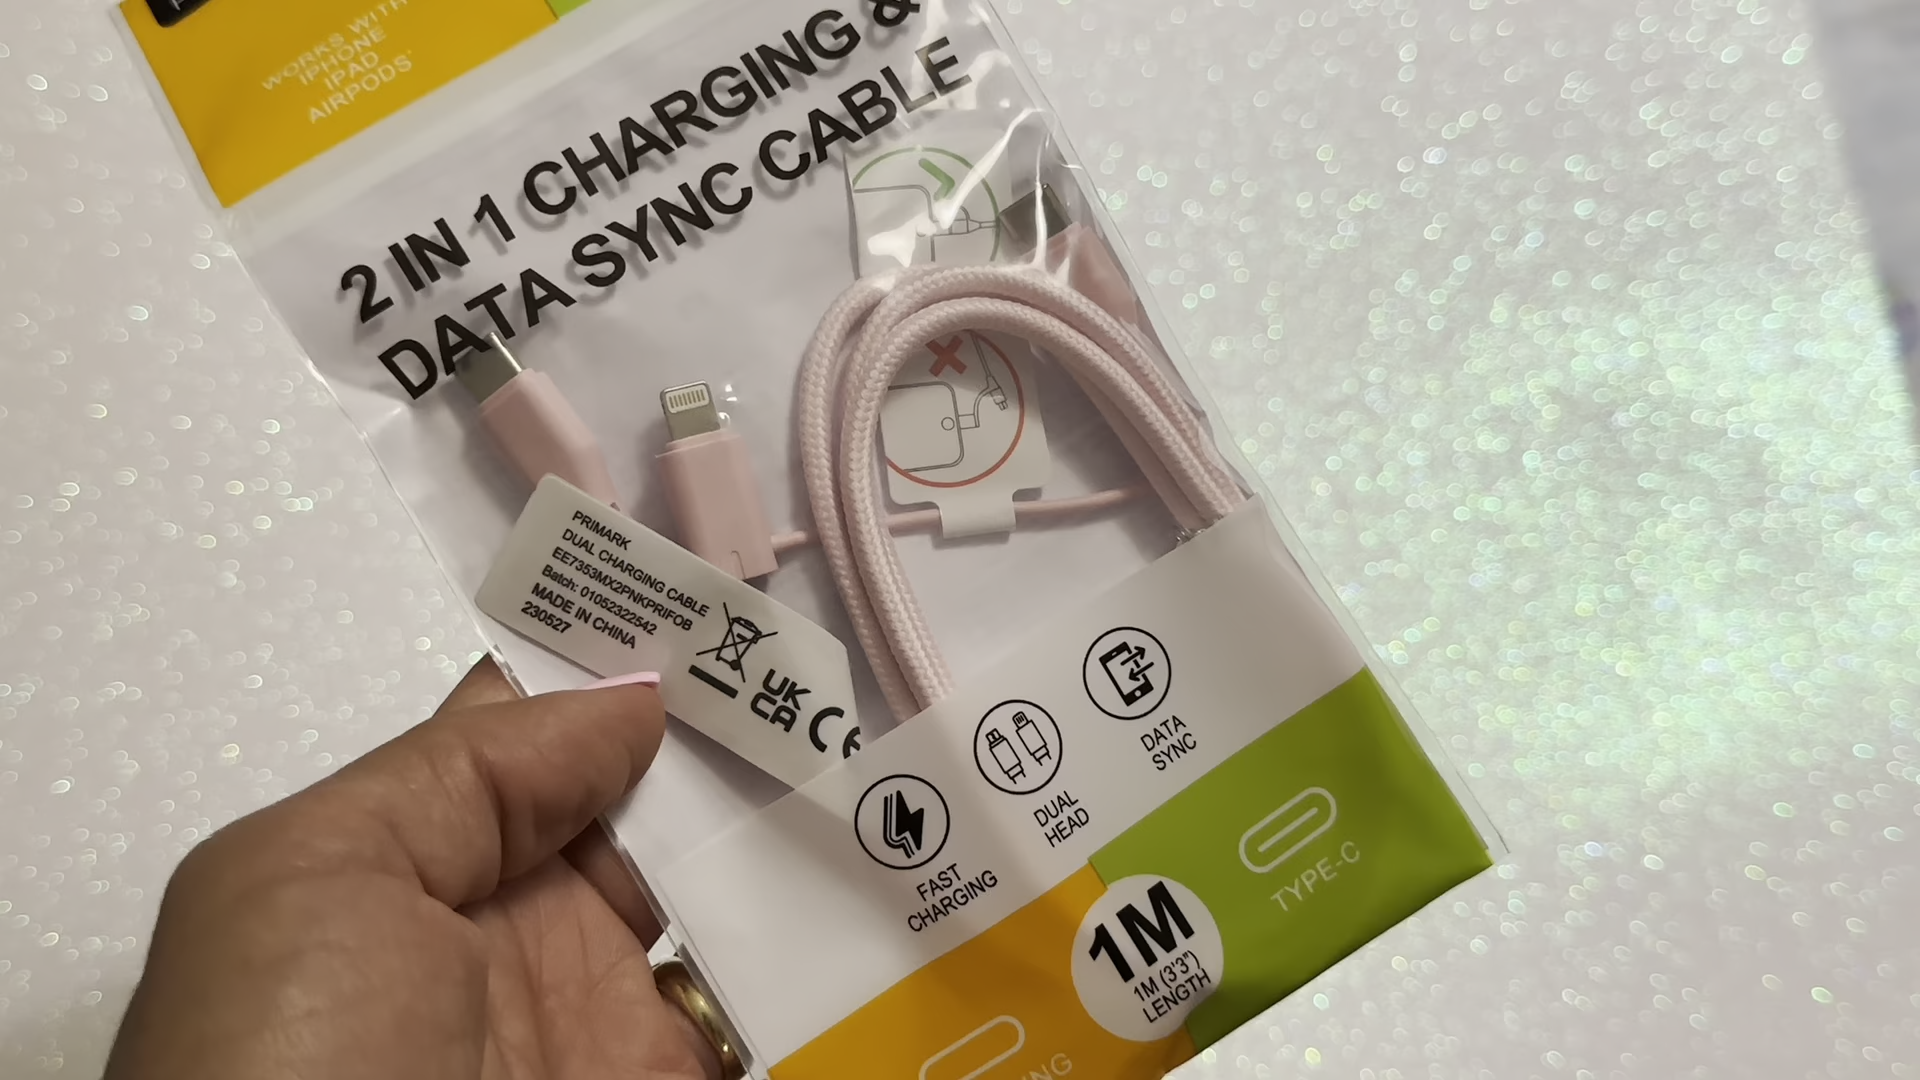 WORKS WITH
IPHONE
IPAD
AIRPODS
2 IN 1 CHARGING &
DATA SYNC CABLE
PRIMARK
DUAL CHARGING CABLE
EE7353MX2PNKPRIFOB
Batch: 01052322542
MADE IN CHINA
230527
UK
CA
CE
FAST
CHARGING
DUAL
HEAD
DATA
SYNC
TYPE-C
1M
1M (3'3")
LENGTH